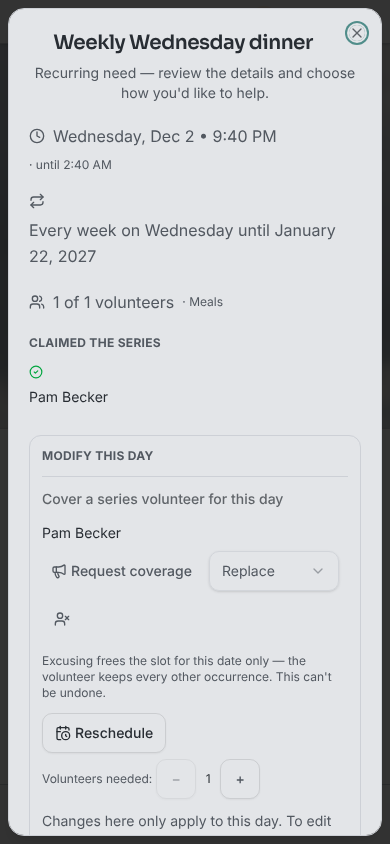 Weekly Wednesday dinner
Recurring need — review the details and choose
how you'd like to help.
Wednesday, Dec 2 • 9:40 PM
· until 2:40 AM
Every week on Wednesday until January
22, 2027
1 of 1 volunteers · Meals
CLAIMED THE SERIES
Pam Becker
MODIFY THIS DAY
Cover a series volunteer for this day
Pam Becker
Request coverage Replace
Excusing frees the slot for this date only — the
volunteer keeps every other occurrence. This can't
be undone.
Reschedule
Volunteers needed: − 1 +
Changes here only apply to this day. To edit